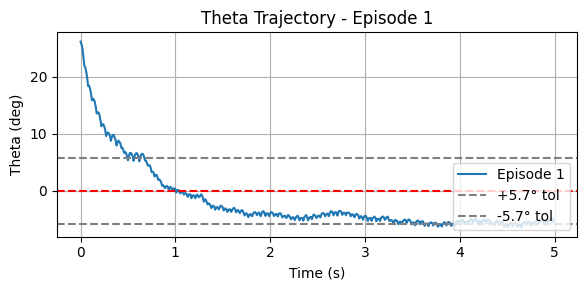 Theta Trajectory - Episode 1
Theta (deg)
20
10
0
Episode 1
+5.7° tol
-5.7° tol
0 1 2 3 4 5
Time (s)